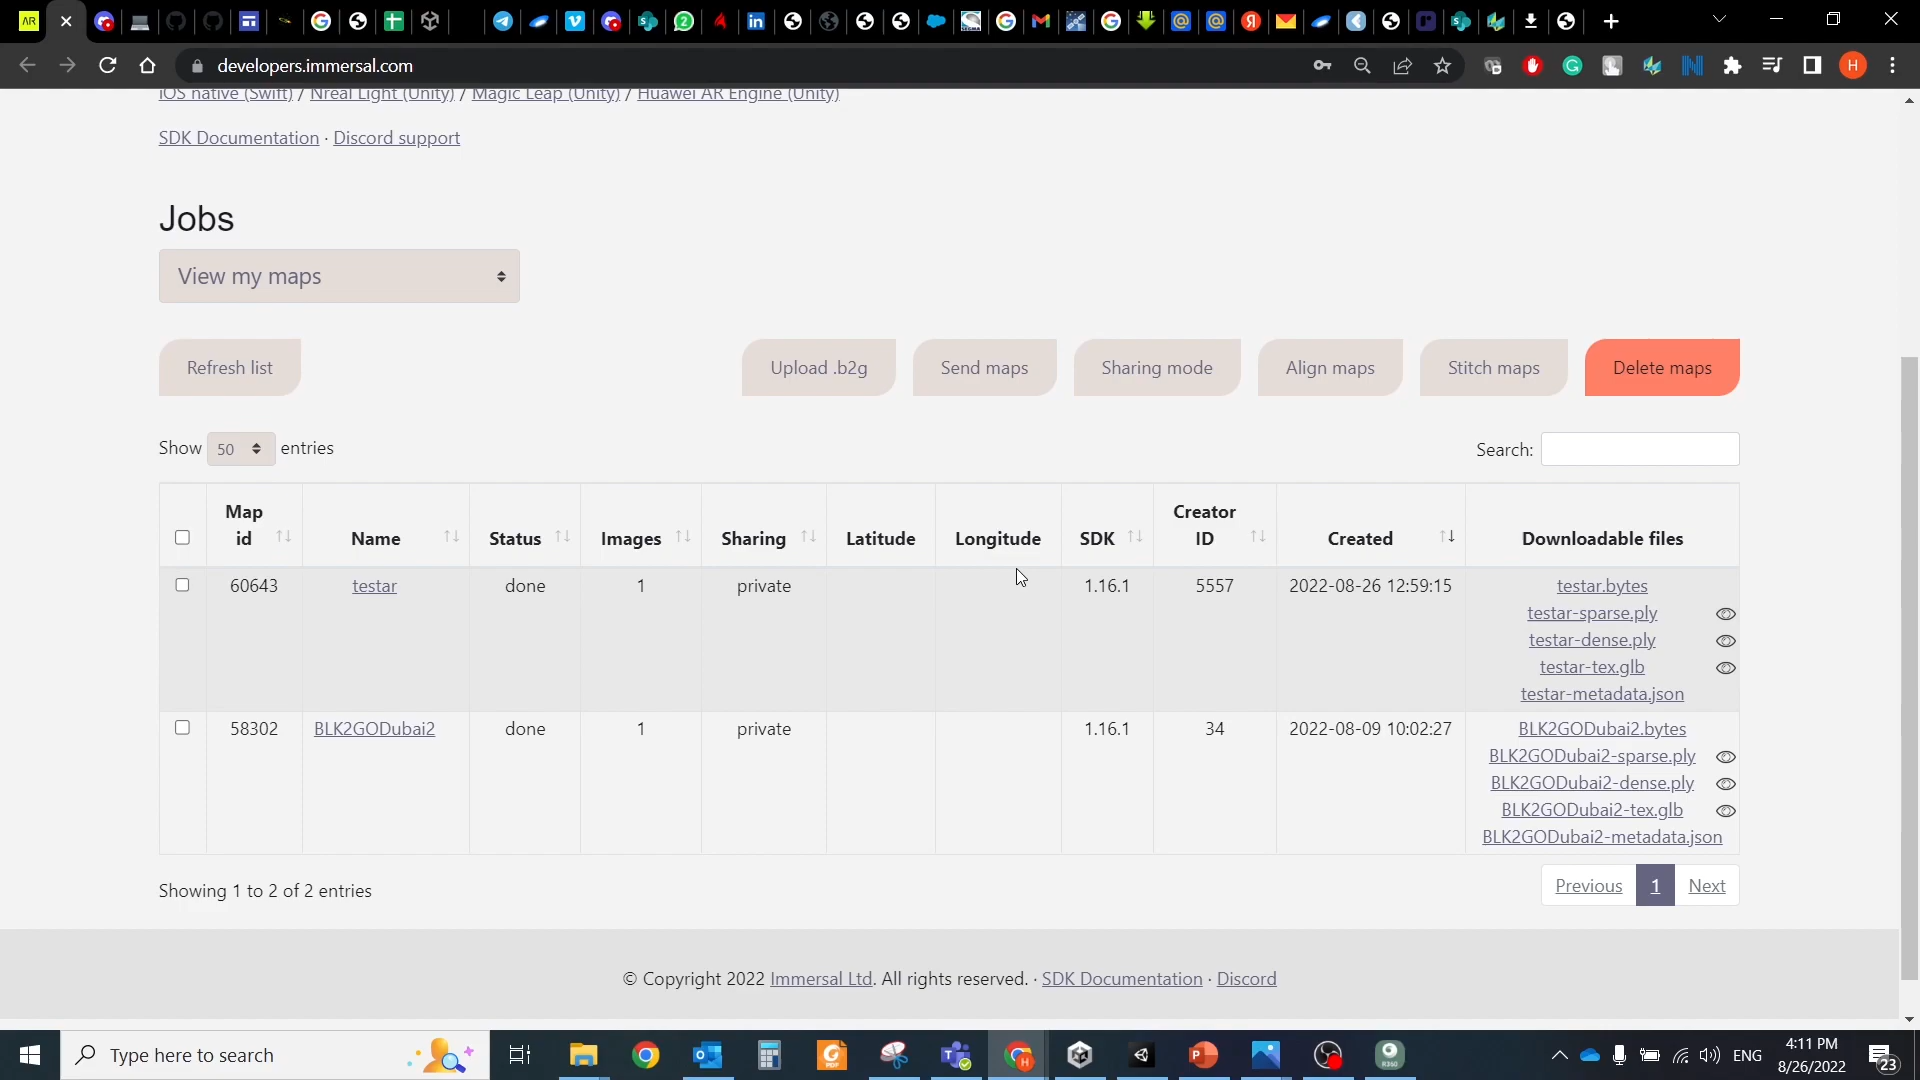 AR
developers.immersal.com
H
iOS native (Swift) / Nreal Light (Unity) / Magic Leap (Unity) / Huawei AR Engine (Unity)
SDK Documentation · Discord support
Jobs
View my maps
Refresh list
Upload .b2g
Send maps
Sharing mode
Align maps
Stitch maps
Delete maps
Show 50 entries
Search:
Map id
Name
Status
Images
Sharing
Latitude
Longitude
SDK
Creator ID
Created
Downloadable files
60643 testar done 1 private 1.16.1 5557 2022-08-26 12:59:15 testar.bytes
testar-sparse.ply
testar-dense.ply
testar-tex.glb
testar-metadata.json
58302 BLK2GODubai2 done 1 private 1.16.1 34 2022-08-09 10:02:27 BLK2GODubai2.bytes
BLK2GODubai2-sparse.ply
BLK2GODubai2-dense.ply
BLK2GODubai2-tex.glb
BLK2GODubai2-metadata.json
Showing 1 to 2 of 2 entries
Previous 1 Next
© Copyright 2022 Immersal Ltd. All rights reserved. · SDK Documentation · Discord
Type here to search
ENG
4:11 PM
8/26/2022
23